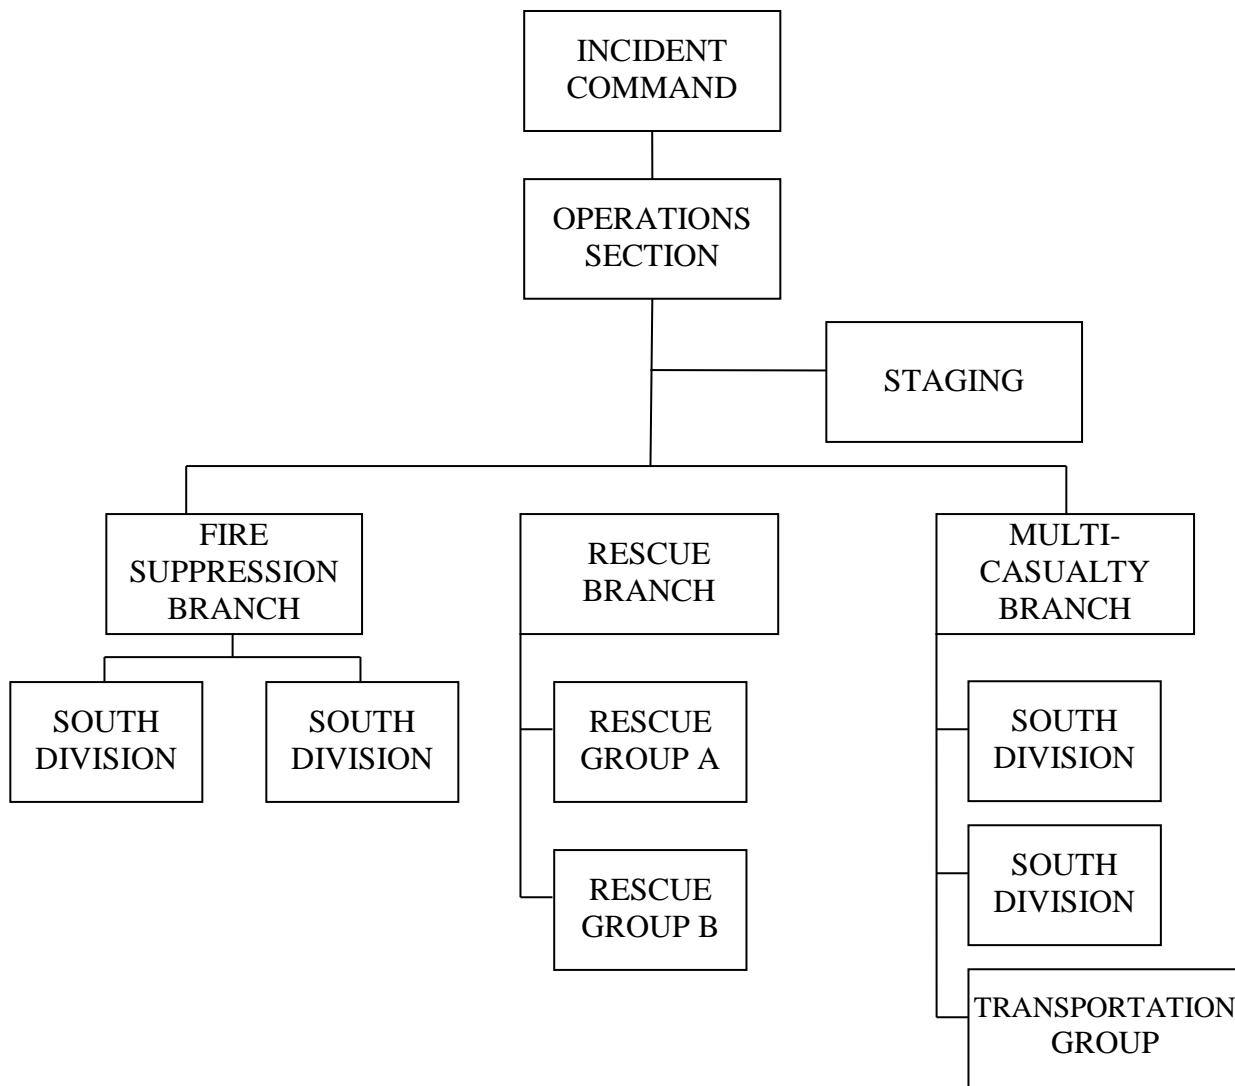 INCIDENT
COMMAND
OPERATIONS
SECTION
STAGING
FIRE
SUPPRESSION
BRANCH
RESCUE
BRANCH
MULTI-
CASUALTY
BRANCH
SOUTH
DIVISION
SOUTH
DIVISION
RESCUE
GROUP A
RESCUE
GROUP B
SOUTH
DIVISION
SOUTH
DIVISION
TRANSPORTATION
GROUP